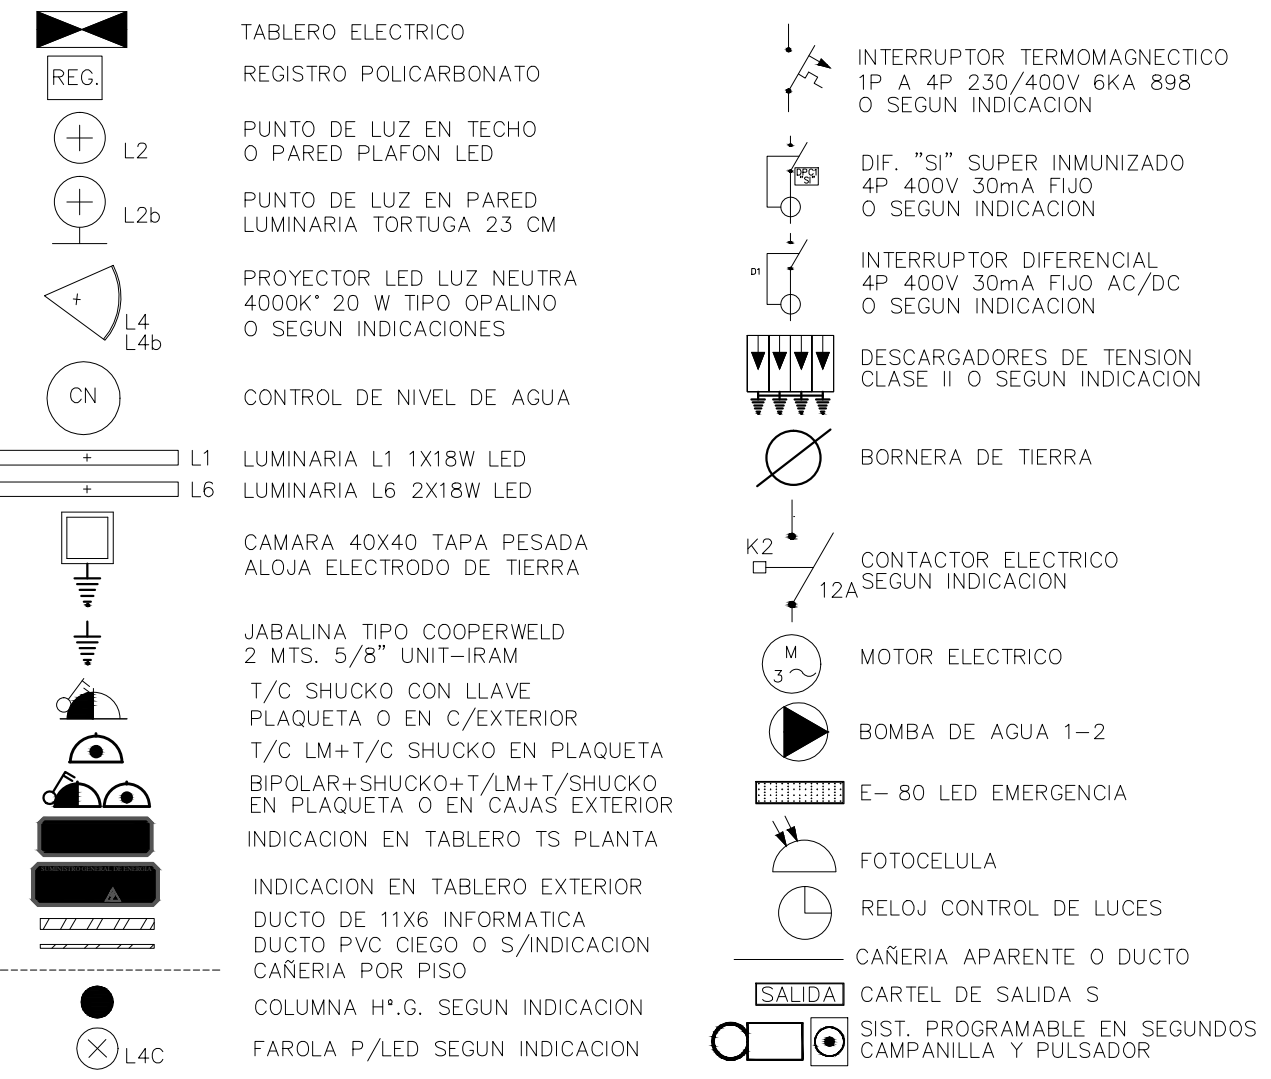 TABLERO ELECTRICO
REG.
REGISTRO POLICARBONATO
L2
PUNTO DE LUZ EN TECHO
O PARED PLAFON LED
L2b
PUNTO DE LUZ EN PARED
LUMINARIA TORTUGA 23 CM
L4
L4b
PROYECTOR LED LUZ NEUTRA
4000K° 20 W TIPO OPALINO
O SEGUN INDICACIONES
CN
CONTROL DE NIVEL DE AGUA
L1
LUMINARIA L1 1X18W LED
L6
LUMINARIA L6 2X18W LED
CAMARA 40X40 TAPA PESADA
ALOJA ELECTRODO DE TIERRA
JABALINA TIPO COOPERWELD
2 MTS. 5/8" UNIT-IRAM
T/C SHUCKO CON LLAVE
PLAQUETA O EN C/EXTERIOR
T/C LM+T/C SHUCKO EN PLAQUETA
BIPOLAR+SHUCKO+T/LM+T/SHUCKO
EN PLAQUETA O EN CAJAS EXTERIOR
INDICACION EN TABLERO TS PLANTA
SUMINISTRO GENERAL DE ENERGIA
INDICACION EN TABLERO EXTERIOR
DUCTO DE 11X6 INFORMATICA
DUCTO PVC CIEGO O S/INDICACION
CAÑERIA POR PISO
COLUMNA H°.G. SEGUN INDICACION
L4C
FAROLA P/LED SEGUN INDICACION
INTERRUPTOR TERMOMAGNECTICO
1P A 4P 230/400V 6KA 898
O SEGUN INDICACION
DPC1
"SI"
DIF. "SI" SUPER INMUNIZADO
4P 400V 30mA FIJO
O SEGUN INDICACION
D1
INTERRUPTOR DIFERENCIAL
4P 400V 30mA FIJO AC/DC
O SEGUN INDICACION
DESCARGADORES DE TENSION
CLASE II O SEGUN INDICACION
BORNERA DE TIERRA
K2
12A
CONTACTOR ELECTRICO
SEGUN INDICACION
M
3
MOTOR ELECTRICO
BOMBA DE AGUA 1-2
E- 80 LED EMERGENCIA
FOTOCELULA
RELOJ CONTROL DE LUCES
CAÑERIA APARENTE O DUCTO
SALIDA
CARTEL DE SALIDA S
SIST. PROGRAMABLE EN SEGUNDOS
CAMPANILLA Y PULSADOR